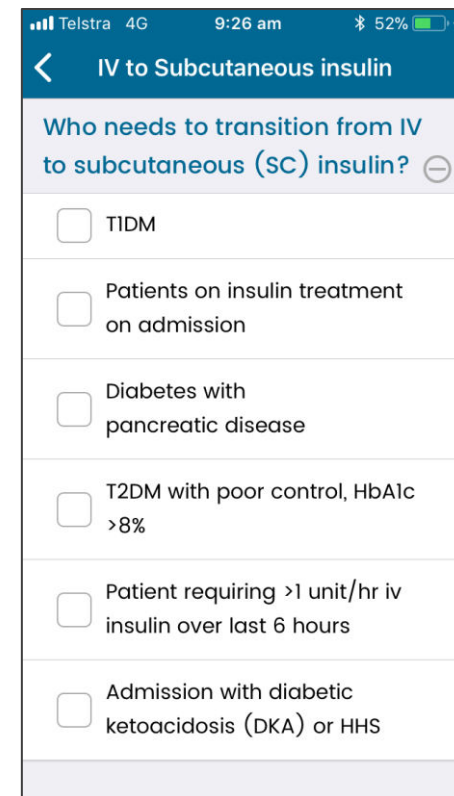 Telstra 4G 9:26 am 52%
IV to Subcutaneous insulin
Who needs to transition from IV
to subcutaneous (SC) insulin?
T1DM
Patients on insulin treatment
on admission
Diabetes with
pancreatic disease
T2DM with poor control, HbA1c
>8%
Patient requiring >1 unit/hr iv
insulin over last 6 hours
Admission with diabetic
ketoacidosis (DKA) or HHS